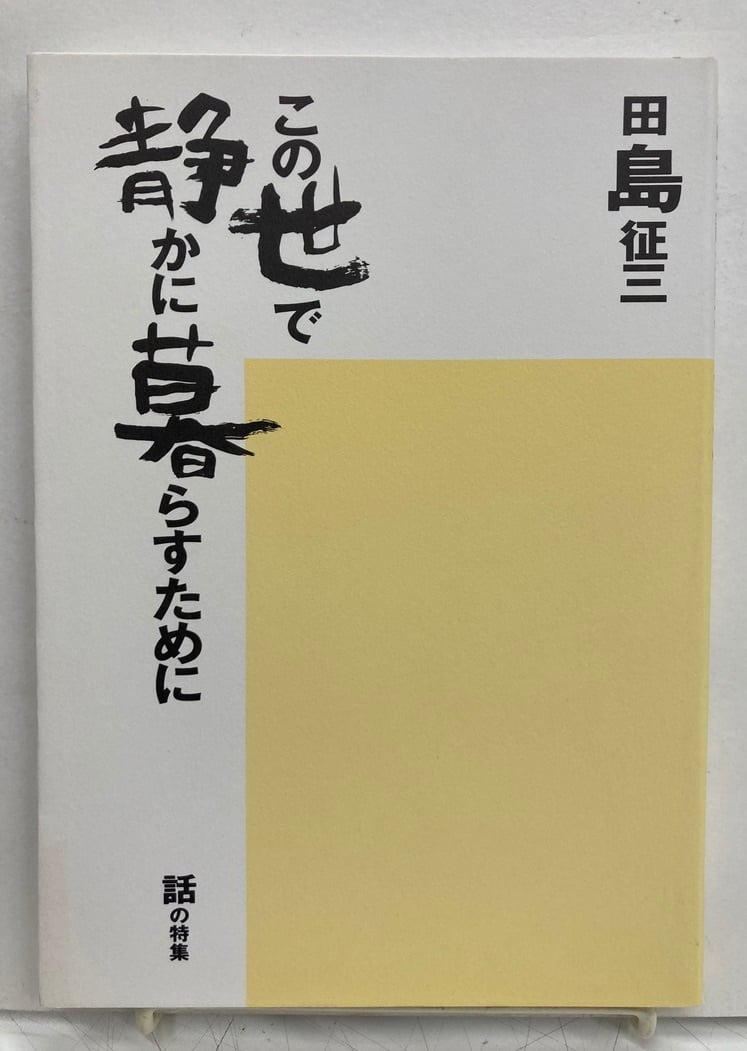 田島征三
この世で
静かに暮らすために
話の特集